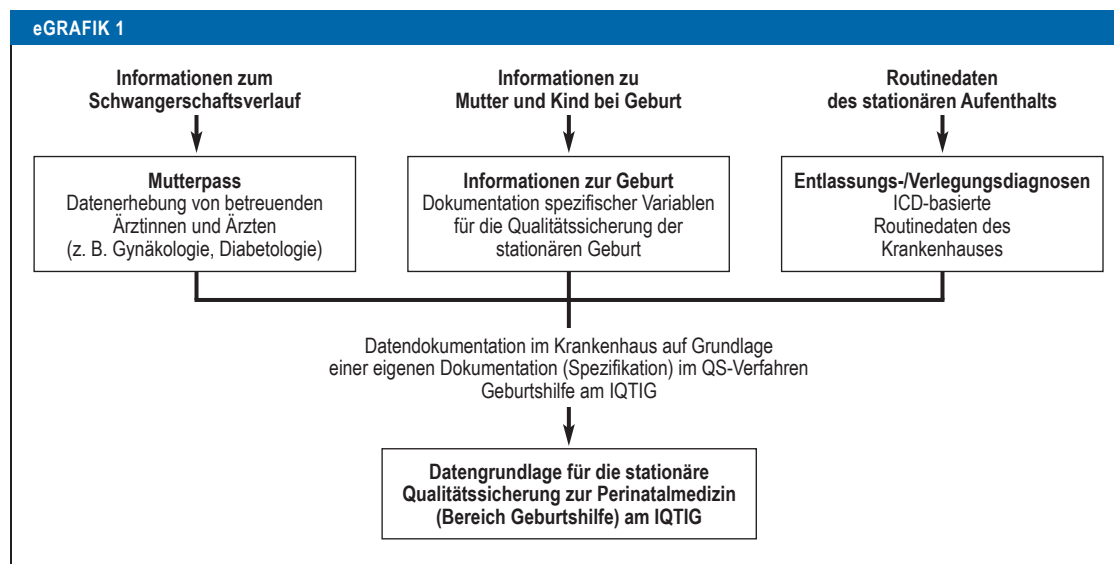 eGRAFIK 1
Informationen zum
Schwangerschaftsverlauf
Informationen zu
Mutter und Kind bei Geburt
Routinedaten
des stationären Aufenthalts
Mutterpass
Datenerhebung von betreuenden
Ärztinnen und Ärzten
(z. B. Gynäkologie, Diabetologie)
Informationen zur Geburt
Dokumentation spezifischer Variablen
für die Qualitätssicherung der
stationären Geburt
Entlassungs-/Verlegungsdiagnosen
ICD-basierte
Routinedaten des
Krankenhauses
Datendokumentation im Krankenhaus auf Grundlage
einer eigenen Dokumentation (Spezifikation) im QS-Verfahren
Geburtshilfe am IQTIG
Datengrundlage für die stationäre
Qualitätssicherung zur Perinatalmedizin
(Bereich Geburtshilfe) am IQTIG